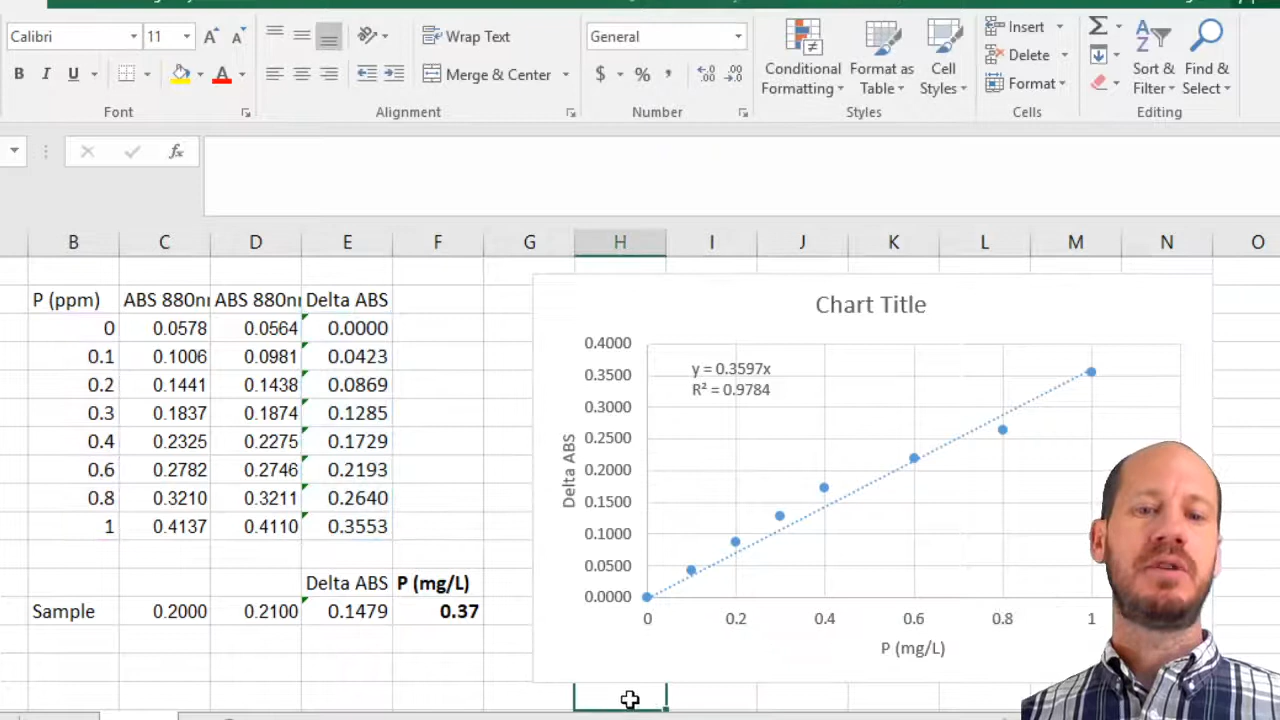 Calibri 11 A A Wrap Text General Insert Σ
B I U A Merge & Center $ % , Conditional Formatting Format as Table Cell Styles Delete Format Sort & Filter Find & Select
Font Alignment Number Styles Cells Editing
fx
B C D E F G H I J K L M N O
P (ppm) ABS 880n ABS 880n Delta ABS
0 0.0578 0.0564 0.0000
0.1 0.1006 0.0981 0.0423
0.2 0.1441 0.1438 0.0869
0.3 0.1837 0.1874 0.1285
0.4 0.2325 0.2275 0.1729
0.6 0.2782 0.2746 0.2193
0.8 0.3210 0.3211 0.2640
1 0.4137 0.4110 0.3553
Delta ABS P (mg/L)
Sample 0.2000 0.2100 0.1479 0.37
Chart Title
y = 0.3597x
R² = 0.9784
0.4000
0.3500
0.3000
0.2500
0.2000
0.1500
0.1000
0.0500
0.0000
Delta ABS
0 0.2 0.4 0.6 0.8 1
P (mg/L)